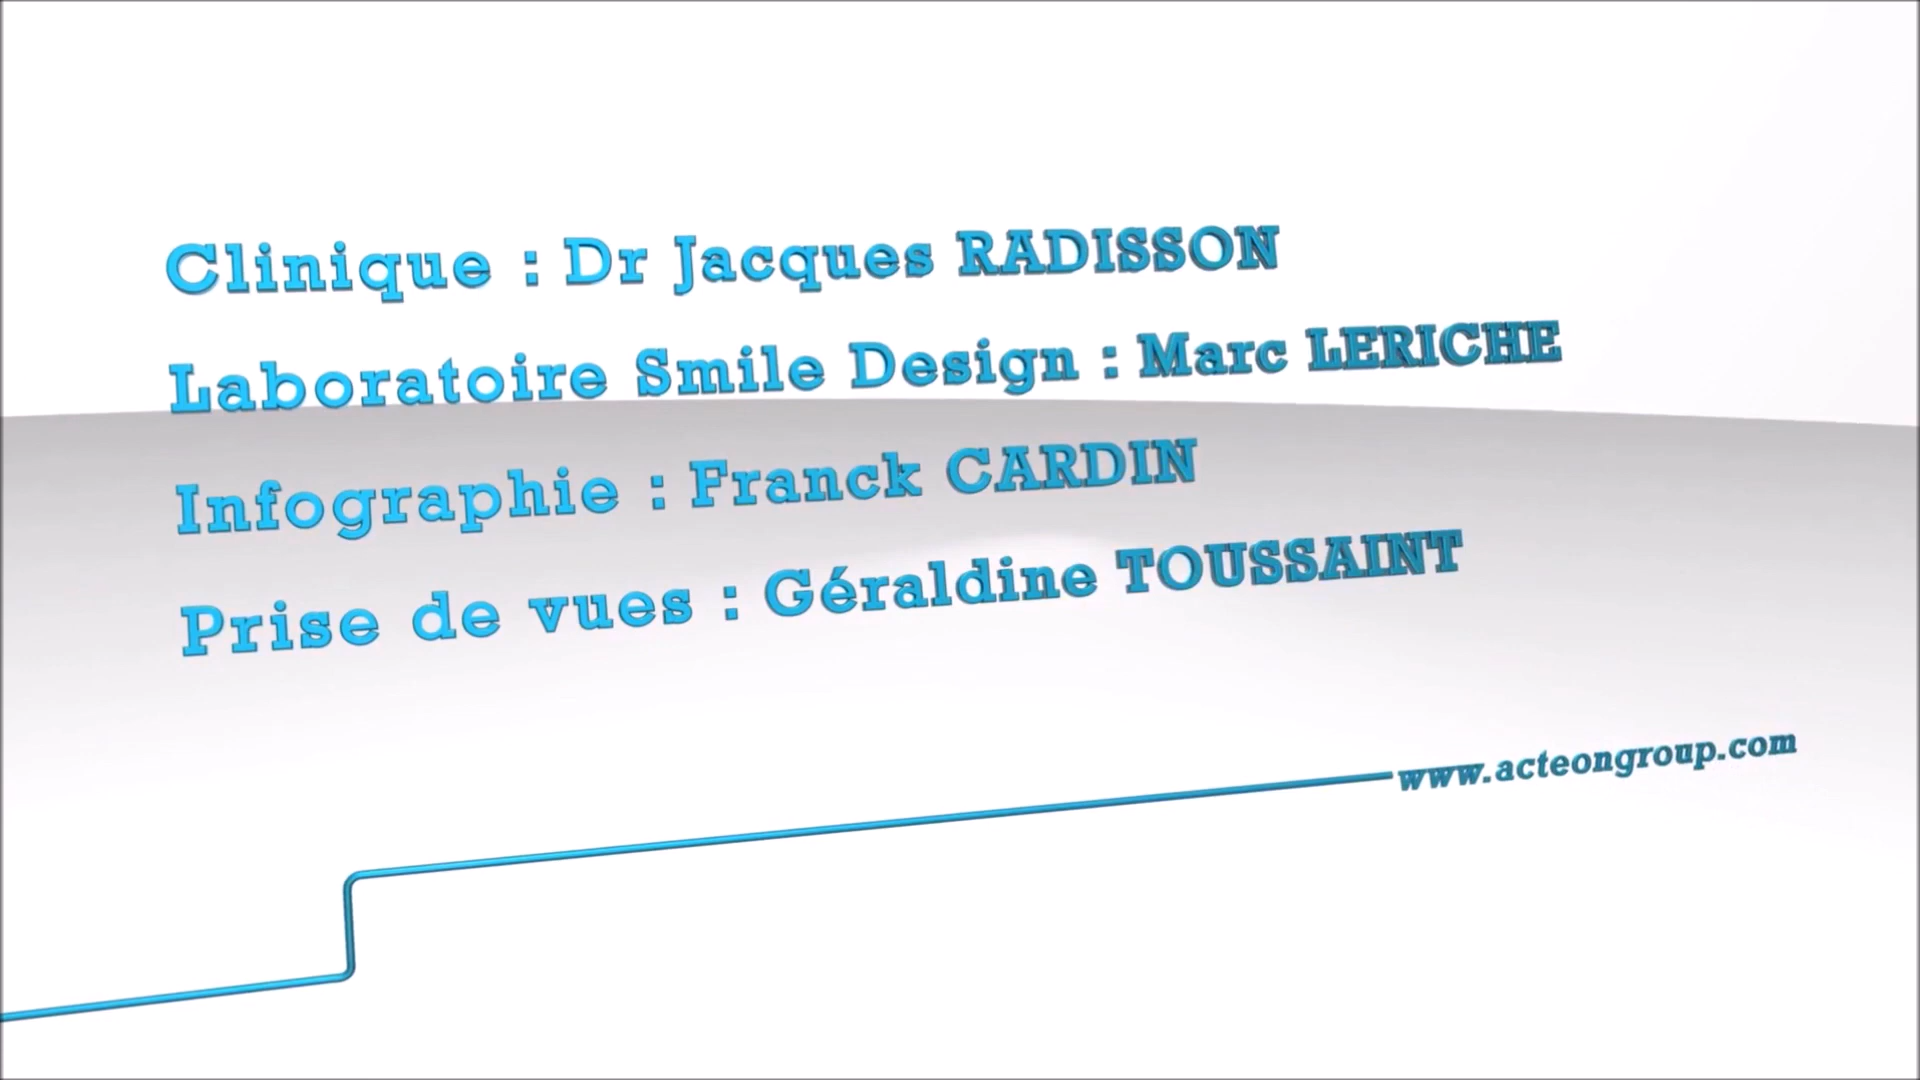 Clinique : Dr Jacques RADISSON
Laboratoire Smile Design : Marc LERICHE
Infographie : Franck CARDIN
Prise de vues : Géraldine TOUSSAINT
www.acteongroup.com